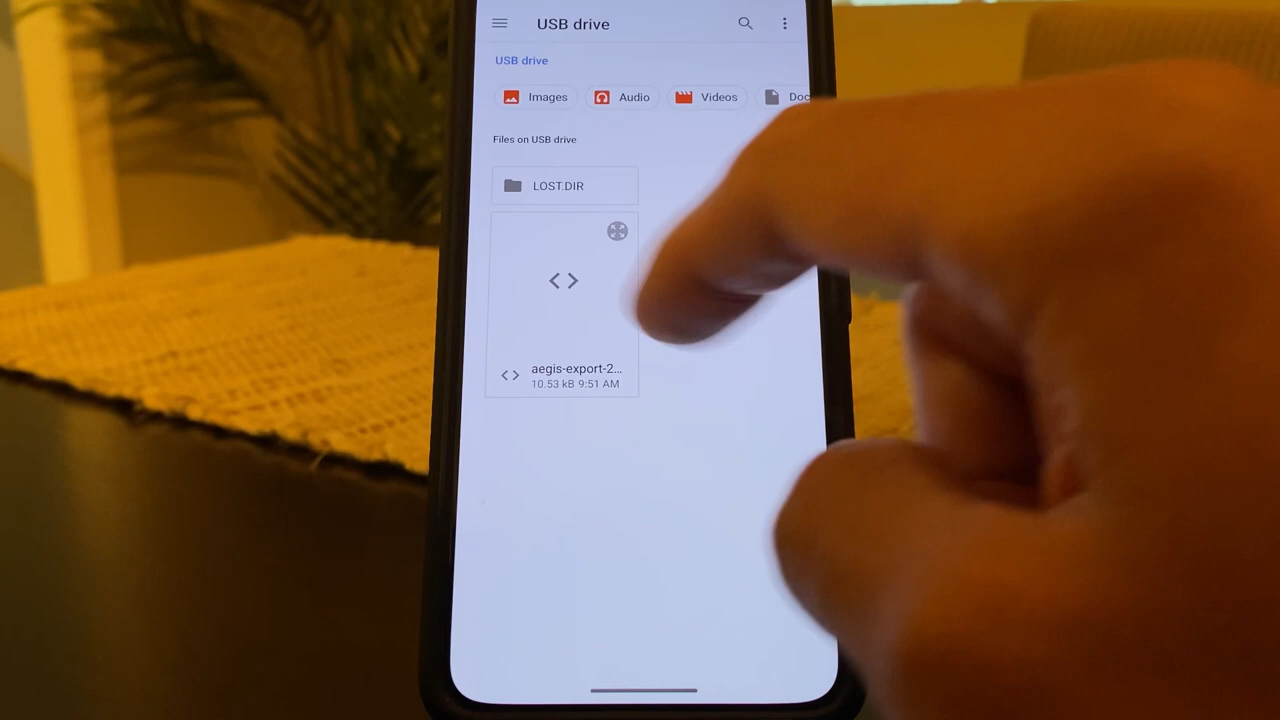 USB drive
USB drive
Images Audio Videos Doc
Files on USB drive
LOST.DIR
aegis-export-2...
10.53 kB 9:51 AM